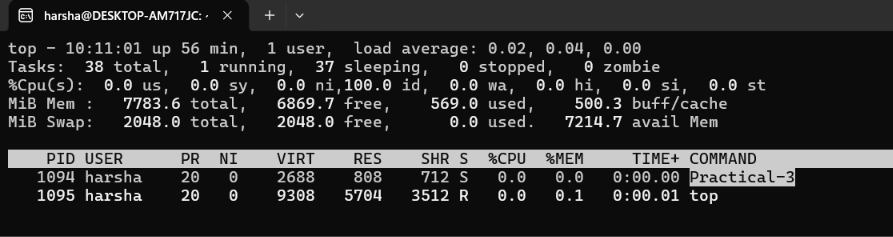 harsha@DESKTOP-AM717JC: ~
top - 10:11:01 up 56 min,  1 user,  load average: 0.02, 0.04, 0.00
Tasks:  38 total,   1 running,  37 sleeping,   0 stopped,   0 zombie
%Cpu(s):  0.0 us,  0.0 sy,  0.0 ni,100.0 id,  0.0 wa,  0.0 hi,  0.0 si,  0.0 st
MiB Mem :   7783.6 total,   6869.7 free,    569.0 used,    500.3 buff/cache
MiB Swap:   2048.0 total,   2048.0 free,      0.0 used.   7214.7 avail Mem
PID USER      PR  NI    VIRT    RES    SHR S  %CPU  %MEM     TIME+ COMMAND
1094 harsha    20   0    2688    808    712 S   0.0   0.0   0:00.00 Practical-3
1095 harsha    20   0    9308   5704   3512 R   0.0   0.1   0:00.01 top